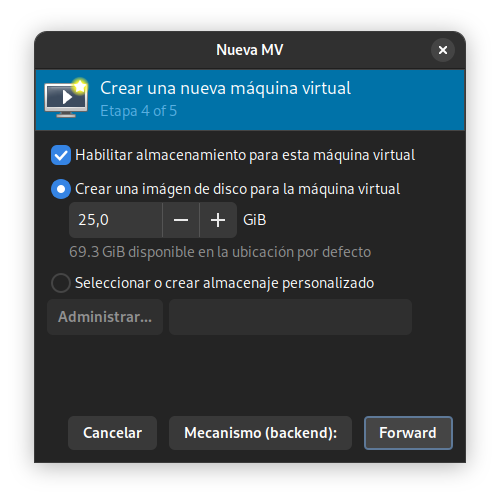 Nueva MV
Crear una nueva máquina virtual
Etapa 4 of 5
Habilitar almacenamiento para esta máquina virtual
Crear una imágen de disco para la máquina virtual
25,0 − + GiB
69.3 GiB disponible en la ubicación por defecto
Seleccionar o crear almacenaje personalizado
Administrar...
Cancelar Mecanismo (backend): Forward